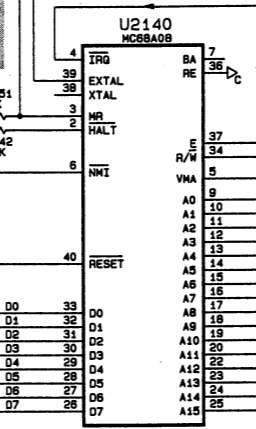 U2140
MC68A08
4 IRQ BA 7
RE 36
C
39 EXTAL
38 XTAL
51
3 MR
2 HALT
42
K
E 37
R/W 34
6 NMI
VMA 5
A0 9
A1 10
A2 11
A3 12
A4 13
A5 14
A6 15
A7 16
A8 17
A9 18
A10 19
A11 20
A12 22
A13 23
A14 24
A15 25
40 RESET
D0 33 D0
D1 32 D1
D2 31 D2
D3 30 D3
D4 29 D4
D5 28 D5
D6 27 D6
D7 26 D7